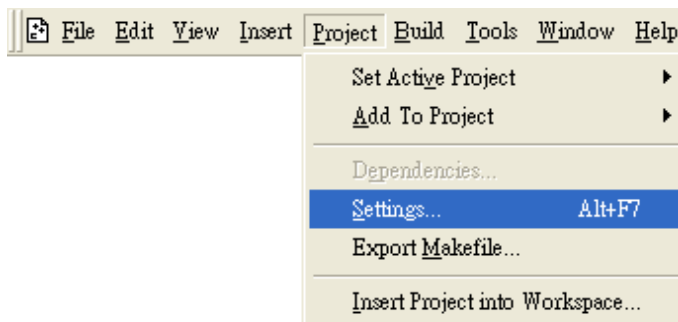 File Edit View Insert Project Build Tools Window Help
Set Active Project
Add To Project
Dependencies...
Settings... Alt+F7
Export Makefile...
Insert Project into Workspace...